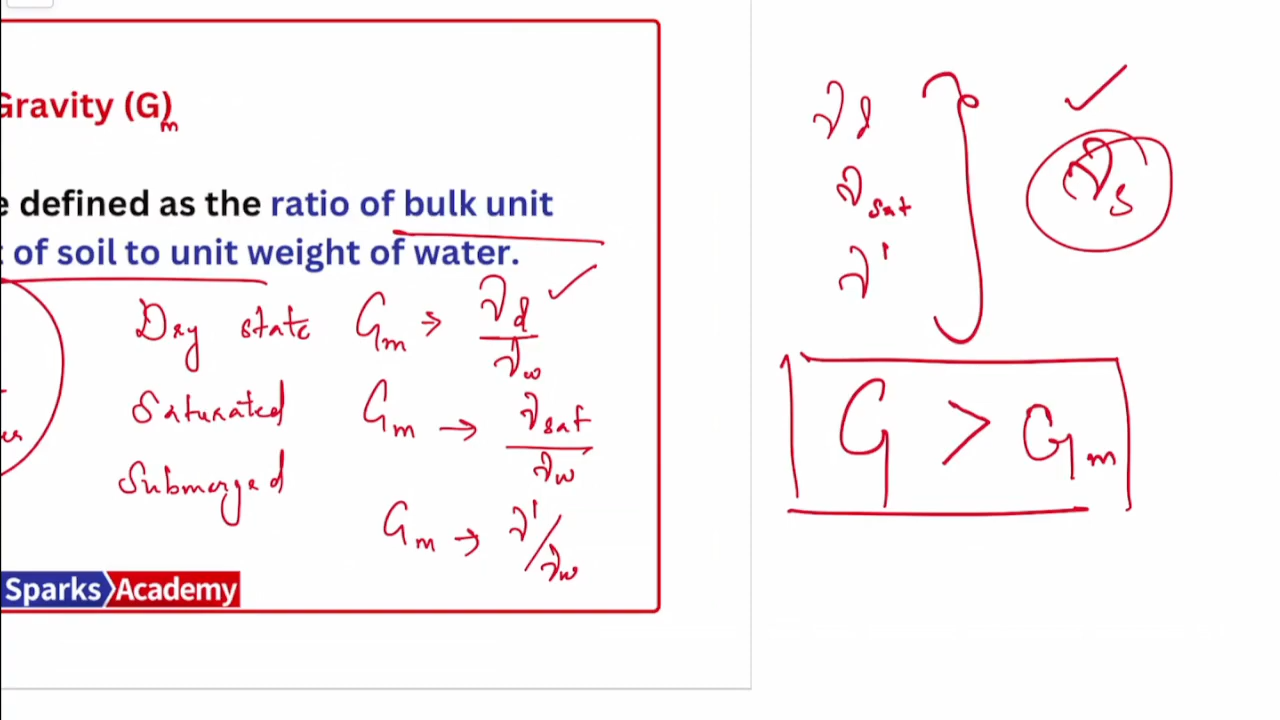 Gravity (G)m
e defined as the ratio of bulk unit
of soil to unit weight of water.
Dry state Gm → γd/γw
Saturated Gm → γsat/γw
Submerged
Gm → γ'/γw
Sparks Academy
γd
γsat
γ'
γs
G > Gm